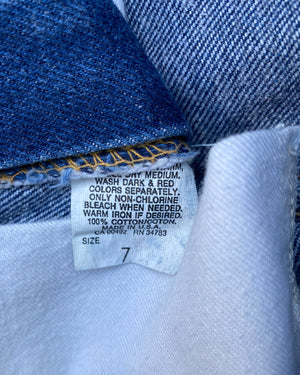 DRY MEDIUM.
WASH DARK & RED
COLORS SEPARATELY.
ONLY NON-CHLORINE
BLEACH WHEN NEEDED.
WARM IRON IF DESIRED.
100% COTTON/COTON.
MADE IN U.S.A.
CA 00492 RN 34783
SIZE
7